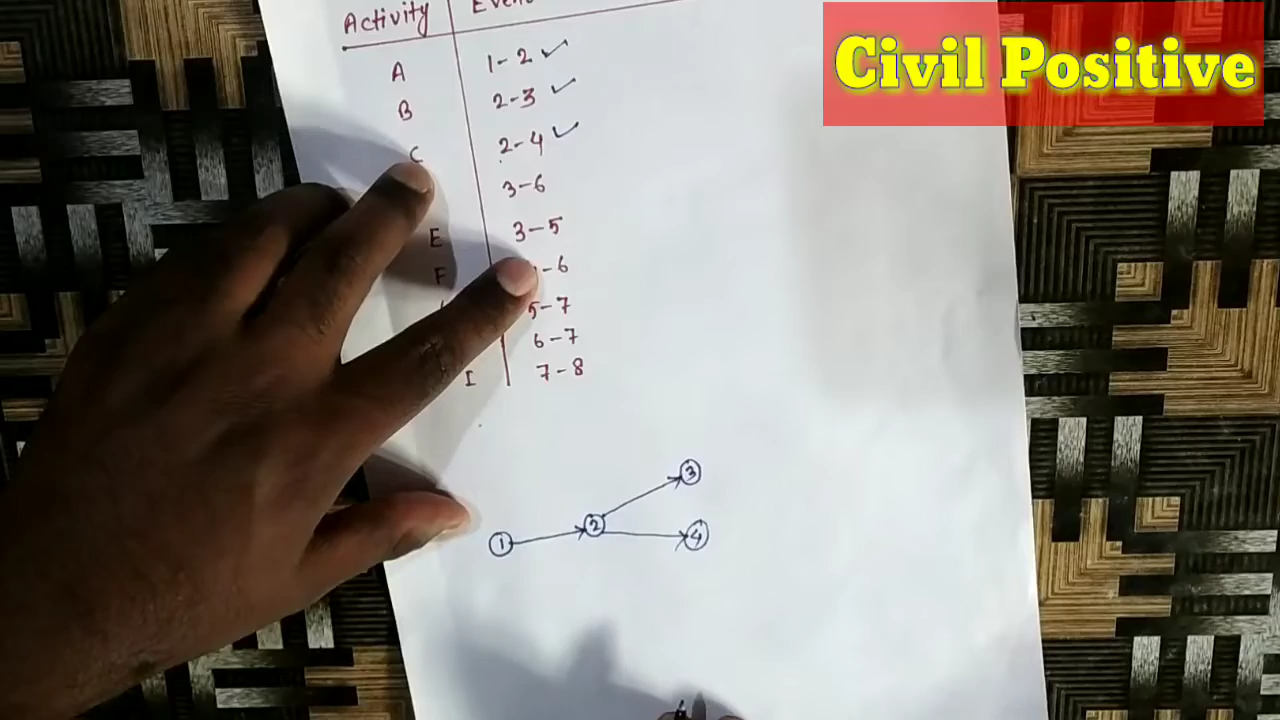 Civil Positive
Activity
A 1-2 ✓
B 2-3 ✓
C 2-4 ✓
3-6
E 3-5
F -6
5-7
6-7
I 7-8
3
1 2 4